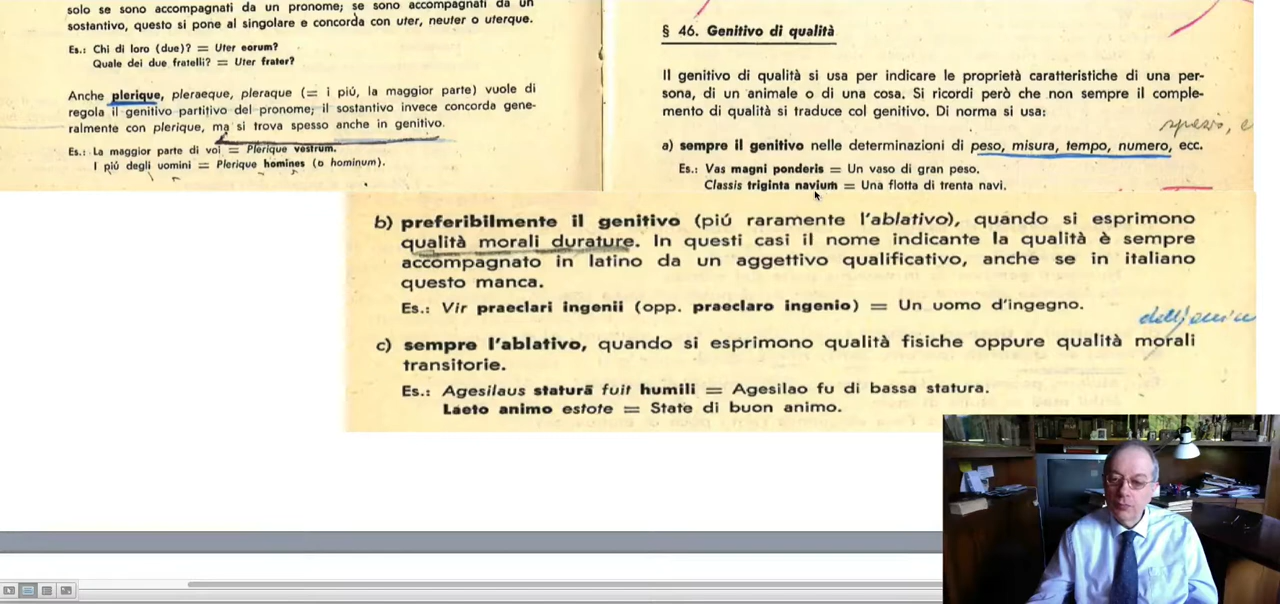 solo se sono accompagnati da un pronome; se sono accompagnati da un
sostantivo, questo si pone al singolare e concorda con uter, neuter o uterque.
Es.: Chi di loro (due)? = Uter eorum?
Quale dei due fratelli? = Uter frater?
Anche plerique, pleraeque, pleraque (= i piú, la maggior parte) vuole di
regola il genitivo partitivo del pronome; il sostantivo invece concorda gene-
ralmente con plerique, ma si trova spesso anche in genitivo.
Es.: La maggior parte di voi = Plerique vestrum.
I piú degli uomini = Plerique homines (o hominum).
§ 46. Genitivo di qualità
Il genitivo di qualità si usa per indicare le proprietà caratteristiche di una per-
sona, di un animale o di una cosa. Si ricordi però che non sempre il comple-
mento di qualità si traduce col genitivo. Di norma si usa:
spazio, e
a) sempre il genitivo nelle determinazioni di peso, misura, tempo, numero, ecc.
Es.: Vas magni ponderis = Un vaso di gran peso.
Classis triginta navium = Una flotta di trenta navi.
b) preferibilmente il genitivo (piú raramente l'ablativo), quando si esprimono
qualità morali durature. In questi casi il nome indicante la qualità è sempre
accompagnato in latino da un aggettivo qualificativo, anche se in italiano
questo manca.
Es.: Vir praeclari ingenii (opp. praeclaro ingenio) = Un uomo d'ingegno.
c) sempre l'ablativo, quando si esprimono qualità fisiche oppure qualità morali
transitorie.
Es.: Agesilaus staturā fuit humili = Agesilao fu di bassa statura.
Laeto animo estote = State di buon animo.